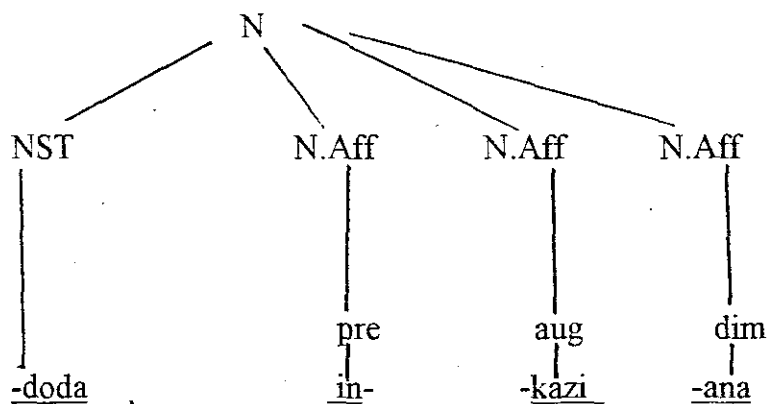 N
NST N.Aff N.Aff N.Aff
pre aug dim
-doda in- -kazi -ana